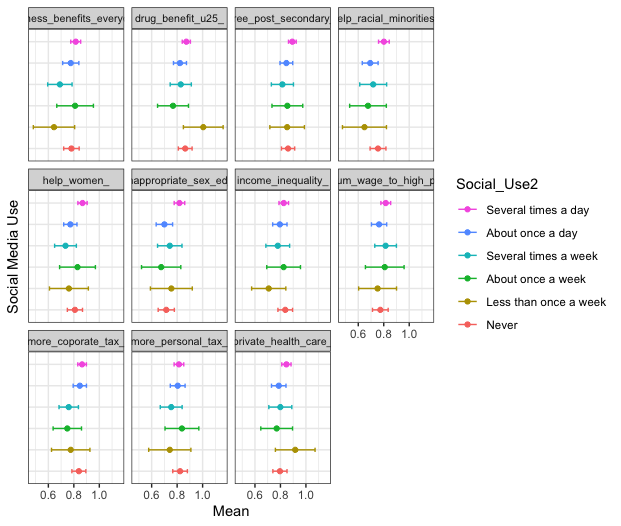 ness_benefits_every
drug_benefit_u25_
ee_post_secondary_
elp_racial_minorities
help_women_
nappropriate_sex_ed
income_inequality_
um_wage_to_high_p
more_coporate_tax_
more_personal_tax_
private_health_care_
Social Media Use
0.6 0.8 1.0
0.6 0.8 1.0
0.6 0.8 1.0
0.6 0.8 1.0
Mean
Social_Use2
Several times a day
About once a day
Several times a week
About once a week
Less than once a week
Never